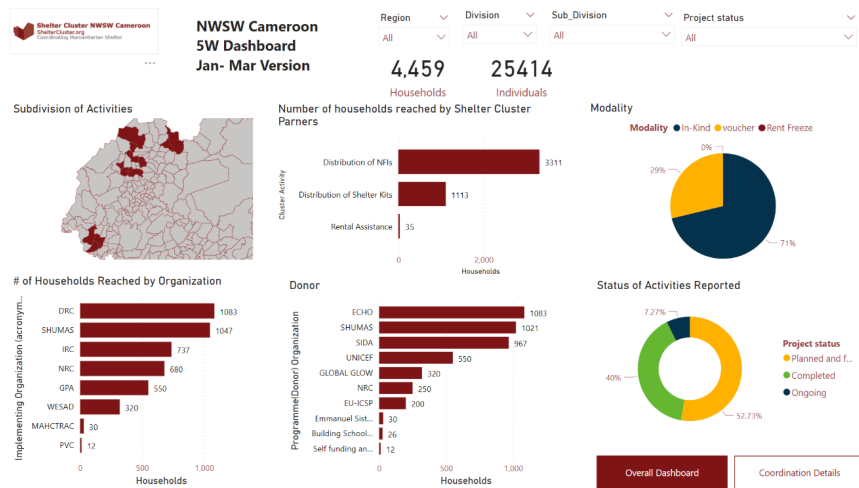 Shelter Cluster NWSW Cameroon
ShelterCluster.org
Coordinating Humanitarian Shelter
...
NWSW Cameroon
5W Dashboard
Jan- Mar Version
Region
All
Division
All
Sub_Division
All
Project status
All
4,459
Households
25414
Individuals
Subdivision of Activities
Number of households reached by Shelter Cluster
Parners
Cluster Activity
Distribution of NFIs
3311
Distribution of Shelter Kits
1113
Rental Assistance
35
0
2,000
Households
Modality
Modality In-Kind voucher Rent Freeze
0%
29%
71%
# of Households Reached by Organization
Implementing Organization (acronym...
DRC
1083
SHUMAS
1047
IRC
737
NRC
680
GPA
550
WESAD
320
MAHCTRAC
30
PVC
12
0
500
1,000
Households
Donor
Programme(Donor) Organization
ECHO
1083
SHUMAS
1021
SIDA
967
UNICEF
550
GLOBAL GLOW
320
NRC
250
EU-ICSP
200
Emmanuel Sist...
30
Building School...
26
Self funding an...
12
0
500
1,000
Households
Status of Activities Reported
7.27%
40%
52.73%
Project status
Planned and f...
Completed
Ongoing
Overall Dashboard
Coordination Details